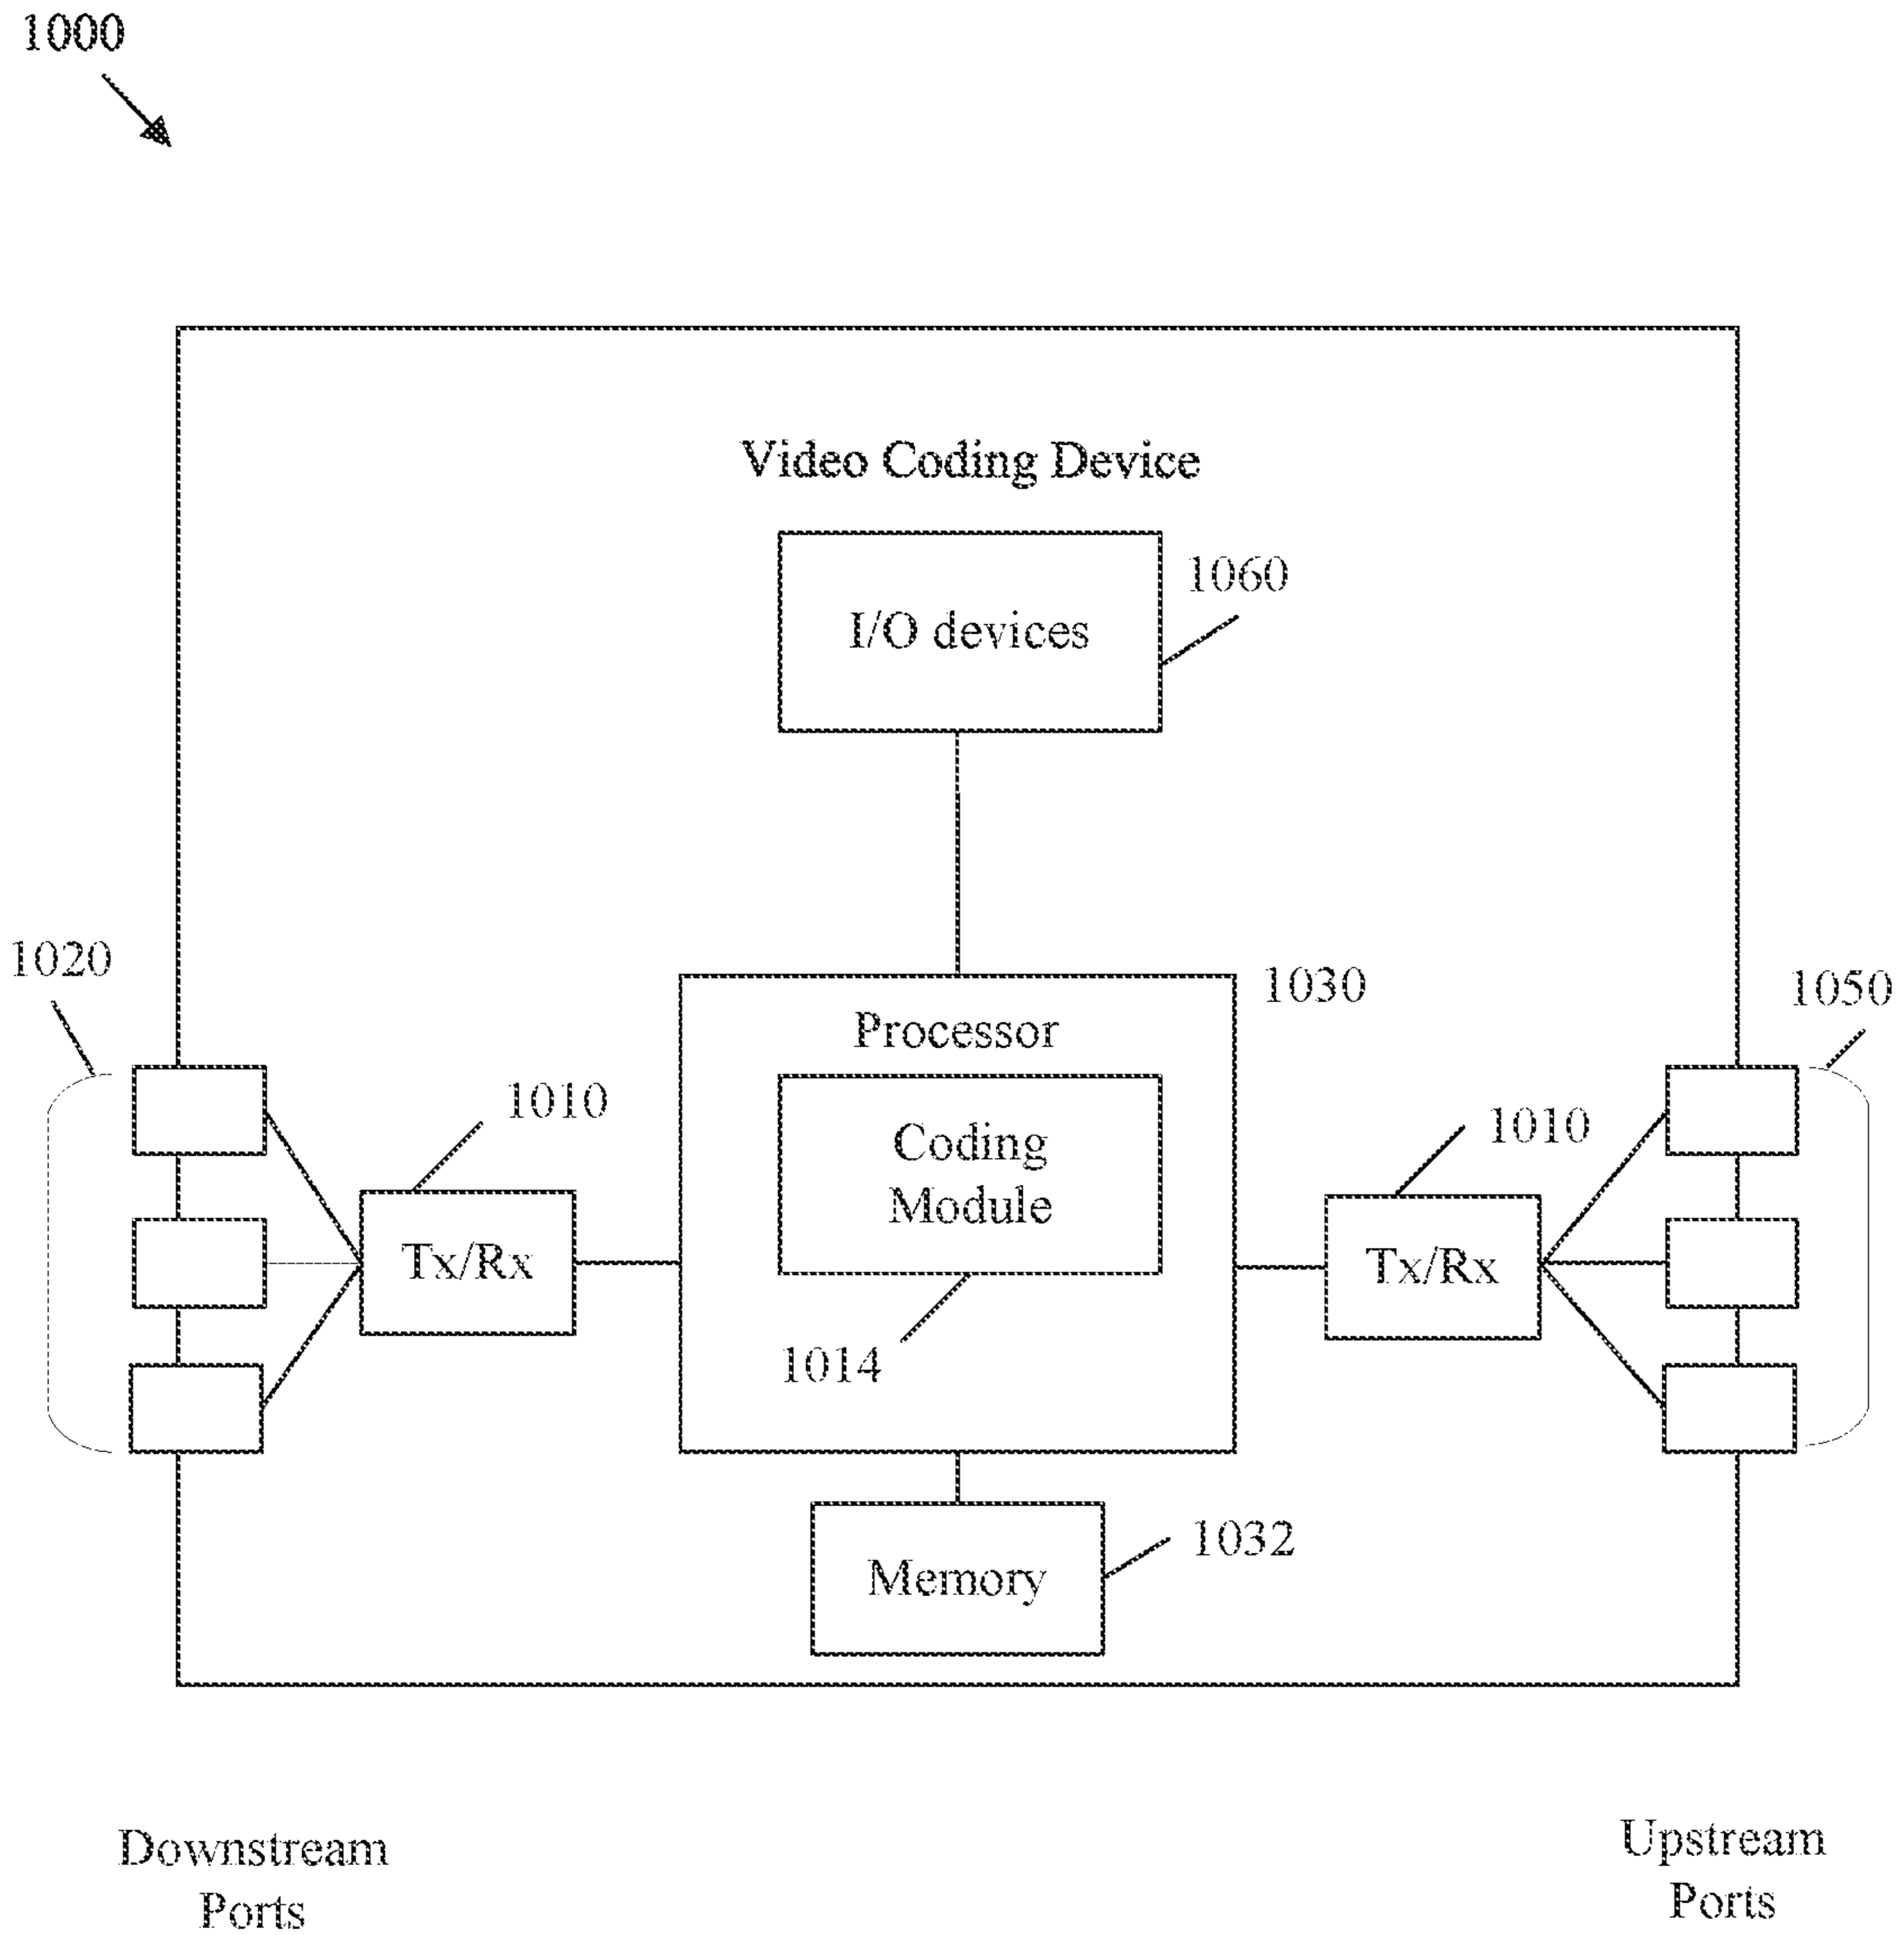 1000
Video Coding Device
I/O devices
1060
1020
1030
1050
Processor
1010
Coding
Module
1010
Tx/Rx
Tx/Rx
1014
Memory
1032
Downstream
Ports
Upstream
Ports